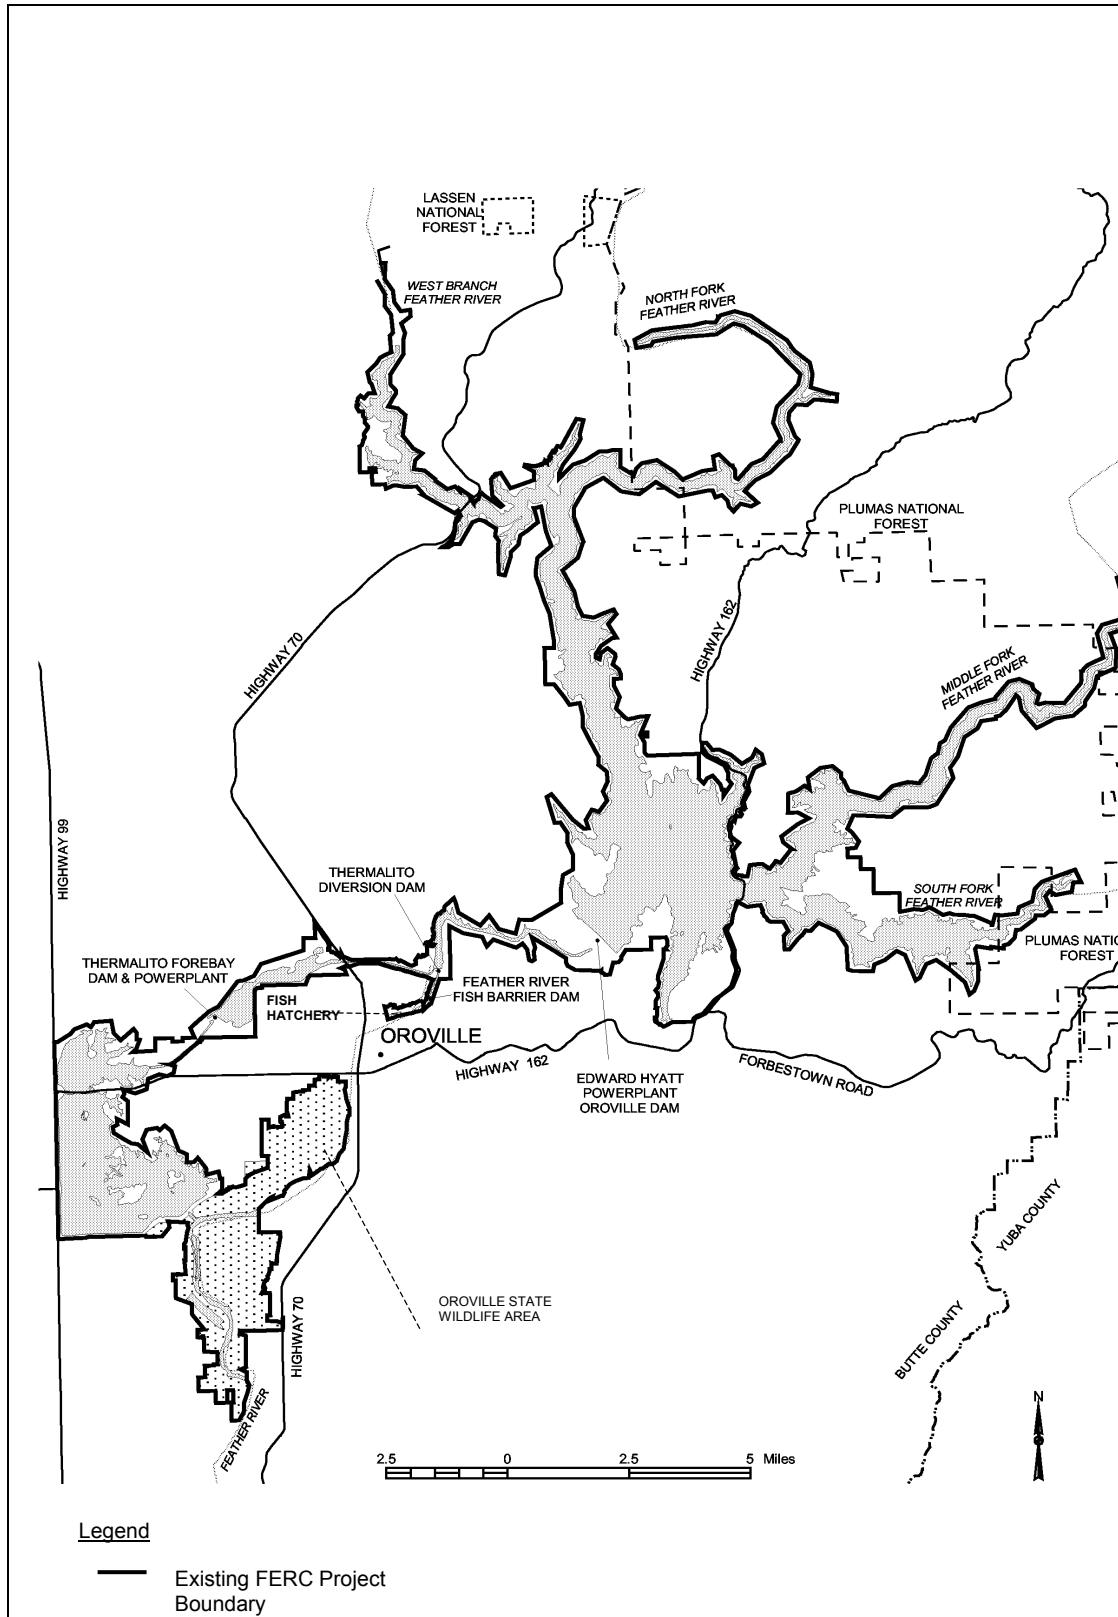 LASSEN
NATIONAL
FOREST
WEST BRANCH
FEATHER RIVER
NORTH FORK
FEATHER RIVER
PLUMAS NATIONAL
FOREST
HIGHWAY 70
HIGHWAY 162
MIDDLE FORK
FEATHER RIVER
HIGHWAY 99
THERMALITO
DIVERSION DAM
SOUTH FORK
FEATHER RIVER
THERMALITO FOREBAY
DAM & POWERPLANT
FEATHER RIVER
FISH BARRIER DAM
FISH
HATCHERY
PLUMAS NATIO
FOREST
OROVILLE
HIGHWAY 162
EDWARD HYATT
POWERPLANT
OROVILLE DAM
FORBESTOWN ROAD
YUBA COUNTY
OROVILLE STATE
WILDLIFE AREA
HIGHWAY 70
BUTTE COUNTY
FEATHER RIVER
N
2.5 0 2.5 5 Miles
Legend
Existing FERC Project
Boundary